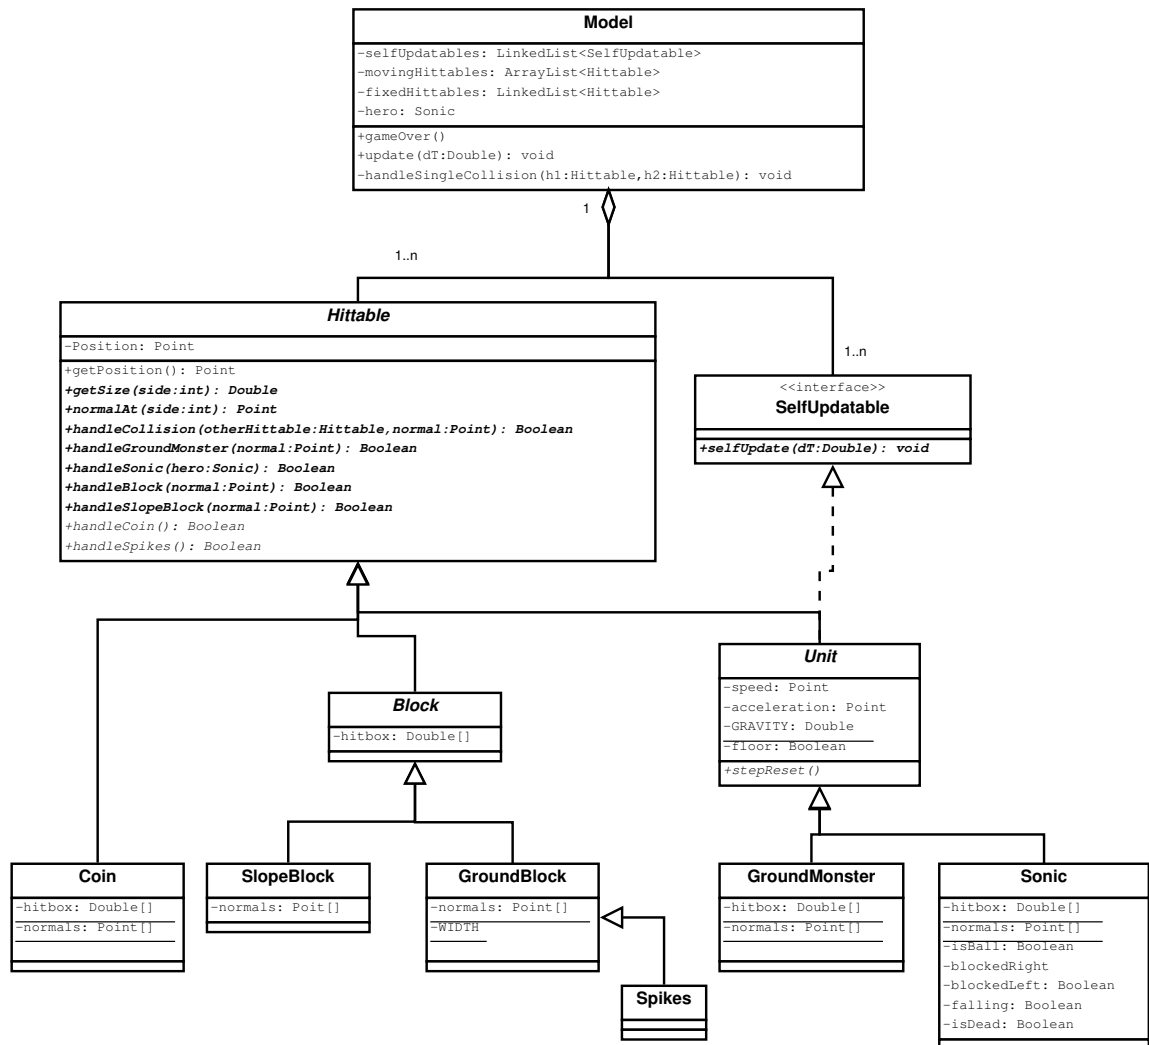 Model
-selfUpdatables: LinkedList<SelfUpdatable>
-movingHittables: ArrayList<Hittable>
-fixedHittables: LinkedList<Hittable>
-hero: Sonic
+gameOver()
+update(dT:Double): void
-handleSingleCollision(h1:Hittable,h2:Hittable): void
1
1..n
Hittable
-Position: Point
+getPosition(): Point
+getSize(side:int): Double
+normalAt(side:int): Point
+handleCollision(otherHittable:Hittable,normal:Point): Boolean
+handleGroundMonster(normal:Point): Boolean
+handleSonic(hero:Sonic): Boolean
+handleBlock(normal:Point): Boolean
+handleSlopeBlock(normal:Point): Boolean
+handleCoin(): Boolean
+handleSpikes(): Boolean
1..n
<<interface>>
SelfUpdatable
+selfUpdate(dT:Double): void
Unit
-speed: Point
-acceleration: Point
-GRAVITY: Double
-floor: Boolean
+stepReset()
Block
-hitbox: Double[]
Coin
-hitbox: Double[]
-normals: Point[]
SlopeBlock
-normals: Poit[]
GroundBlock
-normals: Point[]
-WIDTH
Spikes
GroundMonster
-hitbox: Double[]
-normals: Point[]
Sonic
-hitbox: Double[]
-normals: Point[]
-isBall: Boolean
-blockedRight
-blockedLeft: Boolean
-falling: Boolean
-isDead: Boolean